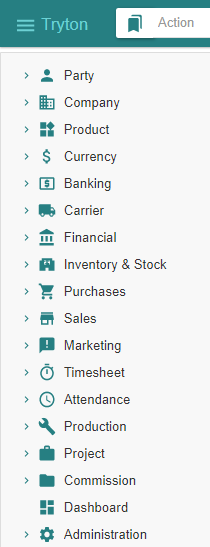 Tryton
Action
Party
Company
Product
Currency
Banking
Carrier
Financial
Inventory & Stock
Purchases
Sales
Marketing
Timesheet
Attendance
Production
Project
Commission
Dashboard
Administration